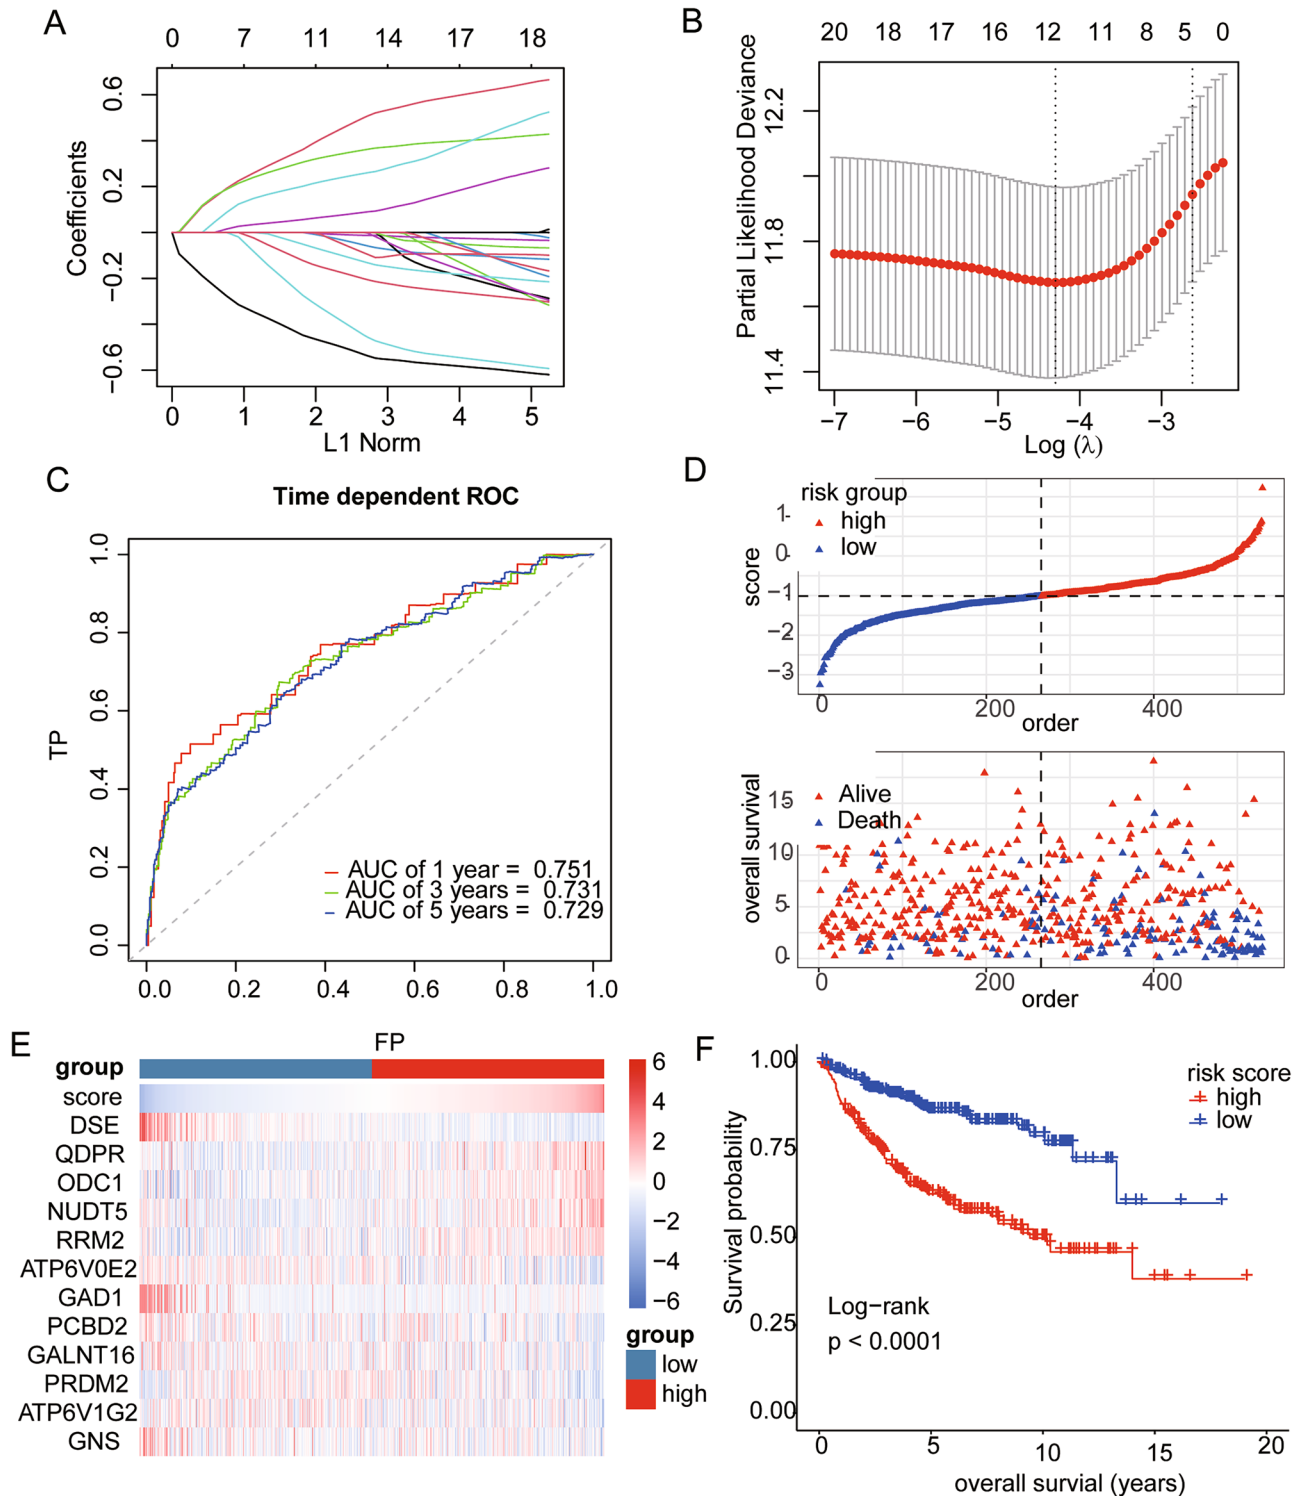 A
0 7 11 14 17 18
Coefficients
0.6
0.2
−0.2
−0.6
0 1 2 3 4 5
L1 Norm
B
20 18 17 16 12 11 8 5 0
Partial Likelihood Deviance
12.2
11.8
11.4
−7 −6 −5 −4 −3
Log (λ)
C
Time dependent ROC
TP
1.0
0.8
0.6
0.4
0.2
0.0
AUC of 1 year = 0.751
AUC of 3 years = 0.731
AUC of 5 years = 0.729
0.0 0.2 0.4 0.6 0.8 1.0
FP
D
risk group
high
low
score
1
0
−1
−2
−3
0 200 400
order
Alive
Death
overall survival
15
10
5
0
0 200 400
order
E
group
score
DSE
QDPR
ODC1
NUDT5
RRM2
ATP6V0E2
GAD1
PCBD2
GALNT16
PRDM2
ATP6V1G2
GNS
6
4
2
0
−2
−4
−6
group
low
high
F
Survival probability
1.00
0.75
0.50
0.25
0.00
risk score
high
low
Log−rank
p < 0.0001
0 5 10 15 20
overall survial (years)